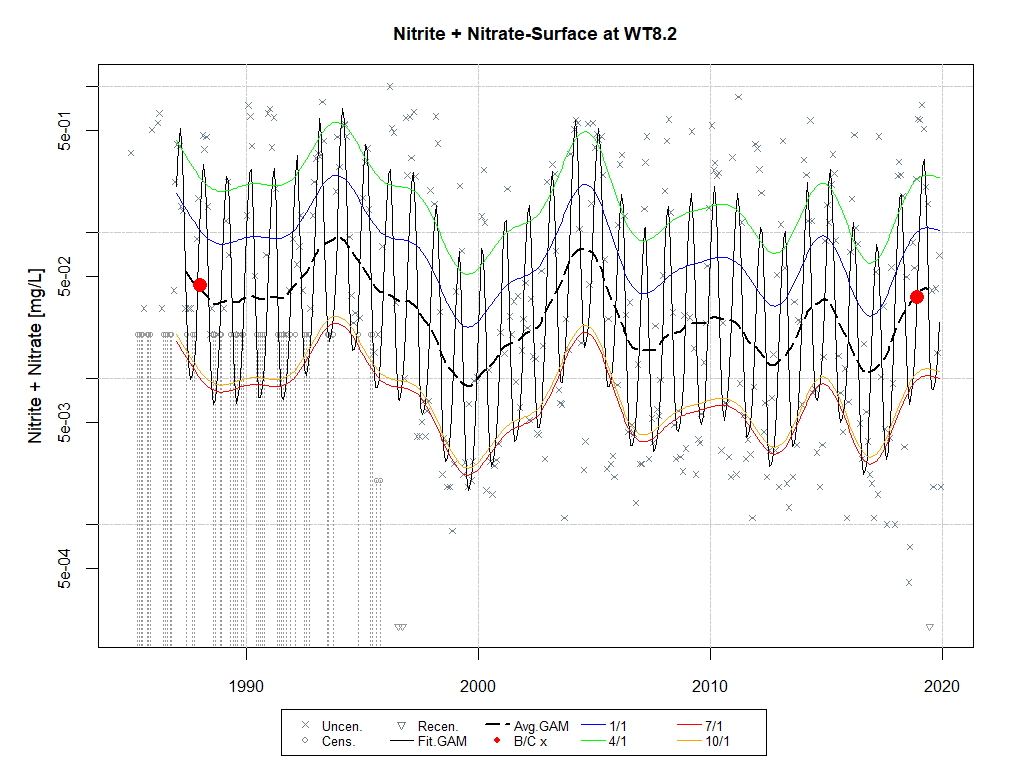 Nitrite + Nitrate-Surface at WT8.2
Nitrite + Nitrate [mg/L]
5e-01
5e-02
5e-03
5e-04
1990 2000 2010 2020
Uncen. Recen. Avg.GAM 1/1 7/1
Cens. Fit.GAM B/C x 4/1 10/1